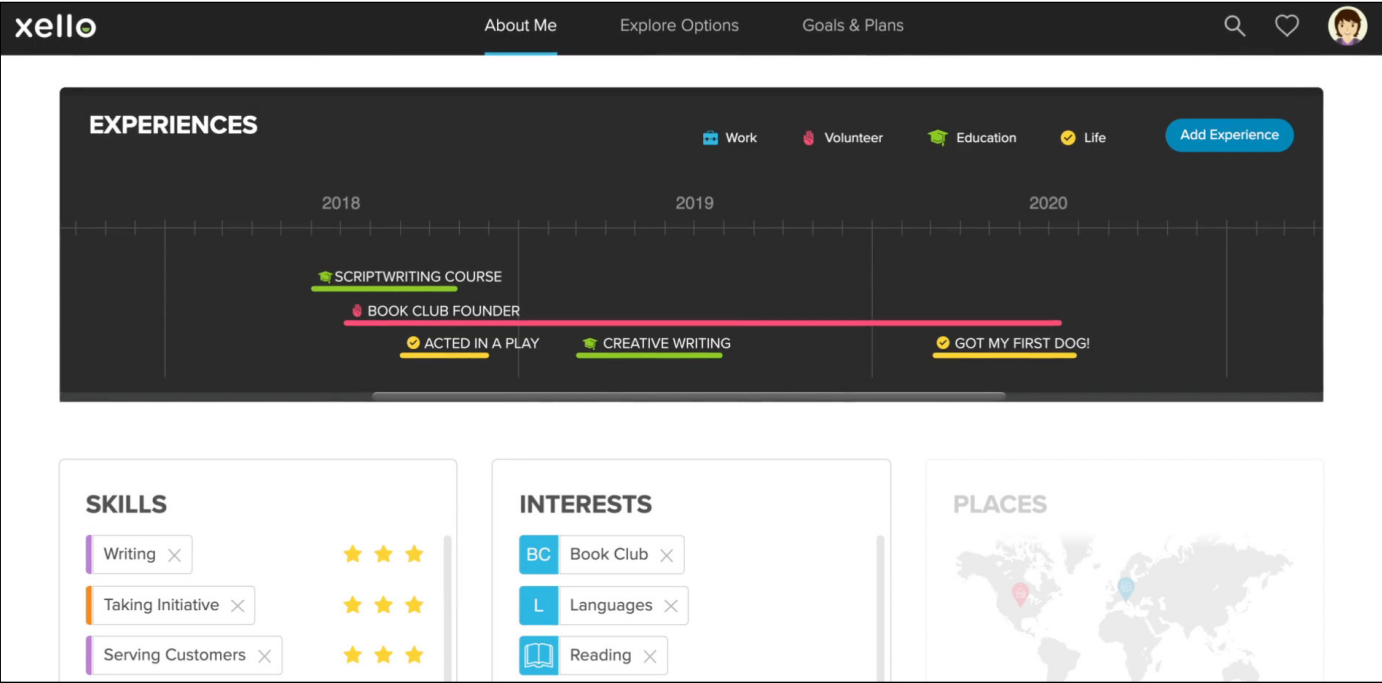 xello About Me Explore Options Goals & Plans
EXPERIENCES
Work Volunteer Education Life Add Experience
2018 2019 2020
SCRIPTWRITING COURSE
BOOK CLUB FOUNDER
ACTED IN A PLAY CREATIVE WRITING GOT MY FIRST DOG!
SKILLS
Writing
Taking Initiative
Serving Customers
INTERESTS
BC Book Club
L Languages
Reading
PLACES